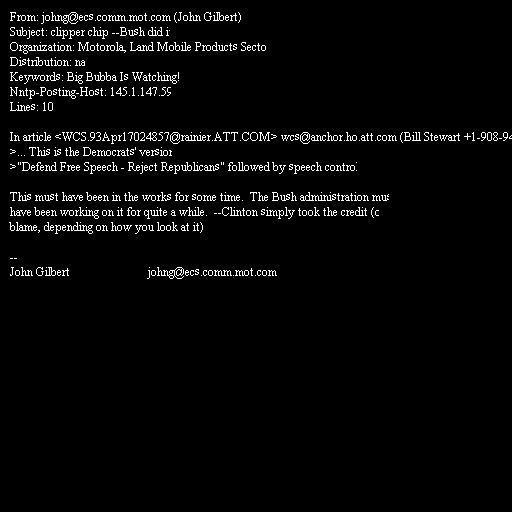 From: johng@ecs.comm.mot.com (John Gilbert)
Subject: clipper chip --Bush did i
Organization: Motorola, Land Mobile Products Secto
Distribution: na
Keywords: Big Bubba Is Watching!
Nntp-Posting-Host: 145.1.147.59
Lines: 10

In article <WCS.93Apr17024857@rainier.ATT.COM> wcs@anchor.ho.att.com (Bill Stewart +1-908-94
>... This is the Democrats' version
>"Defend Free Speech - Reject Republicans" followed by speech control

This must have been in the works for some time.  The Bush administration mus
have been working on it for quite a while.  --Clinton simply took the credit (o
blame, depending on how you look at it)

--
John Gilbert                          johng@ecs.comm.mot.com